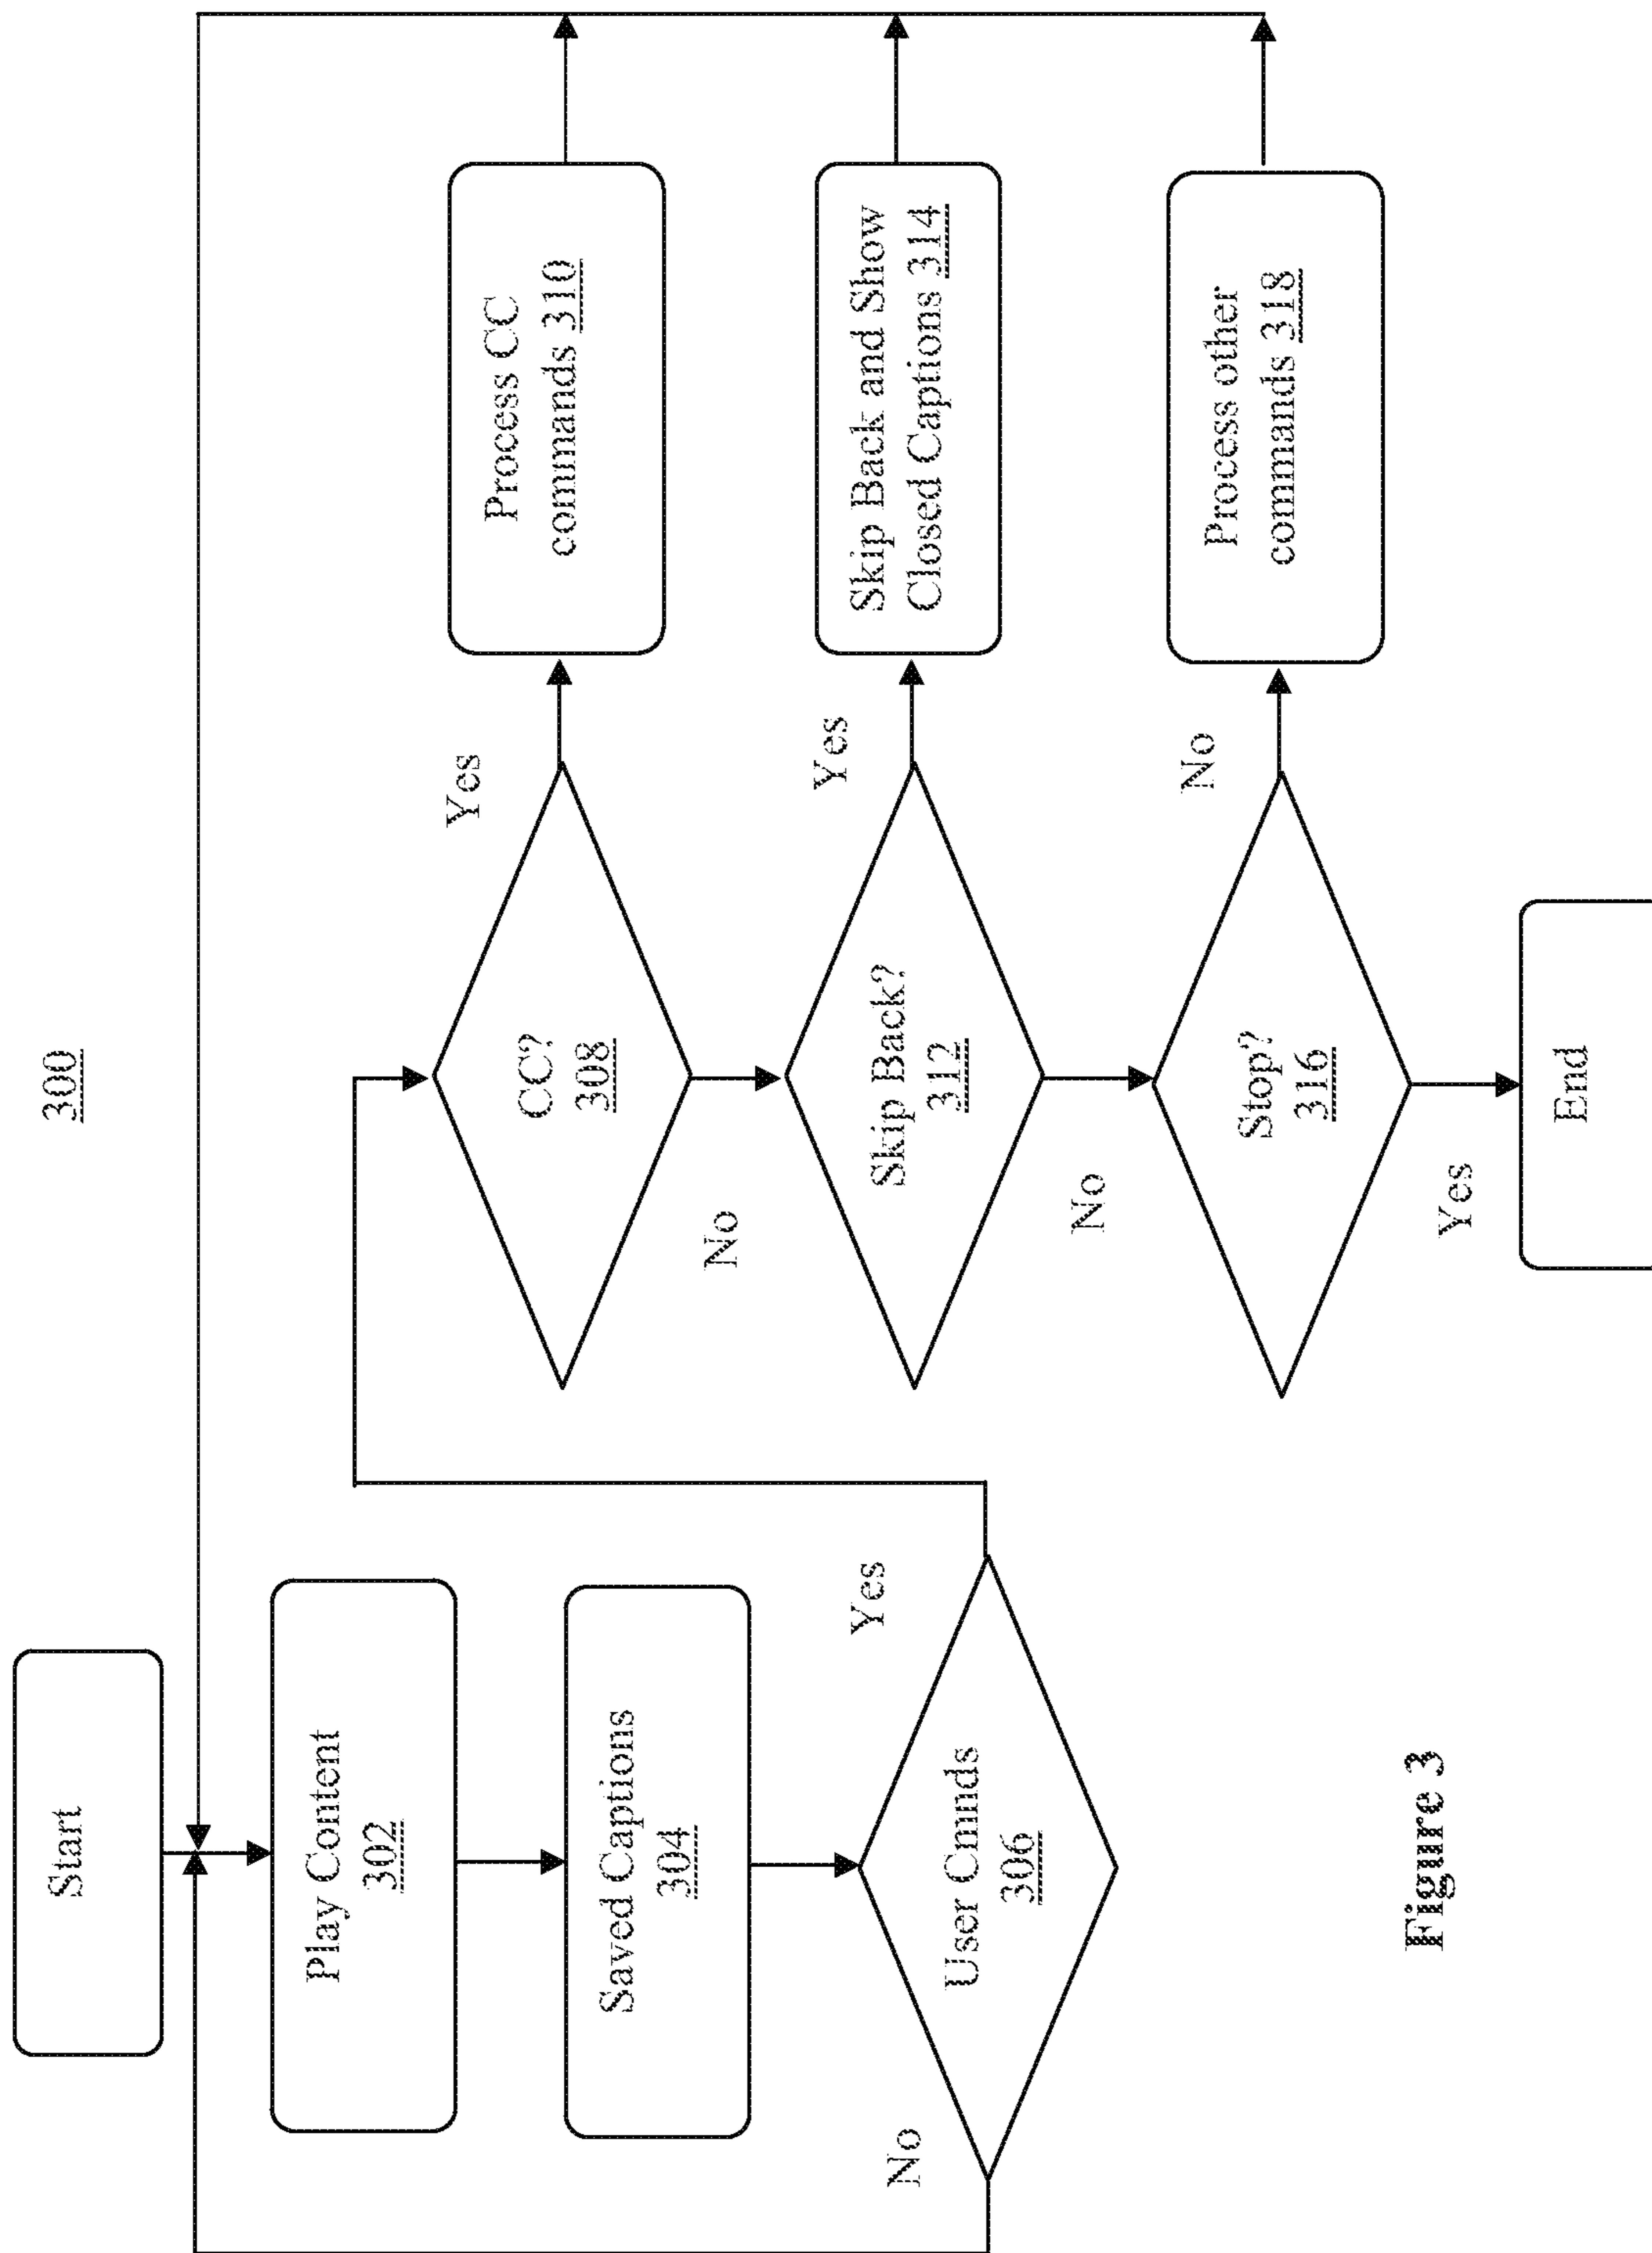 300
Start
Play Content
302
Saved Captions
304
User Cmnds
306
No
Yes
CC?
308
Yes
Process CC
commands 310
No
Skip Back?
312
Yes
Skip Back and Show
Closed Captions 314
No
Stop?
316
No
Process other
commands 318
Yes
End
Figure 3